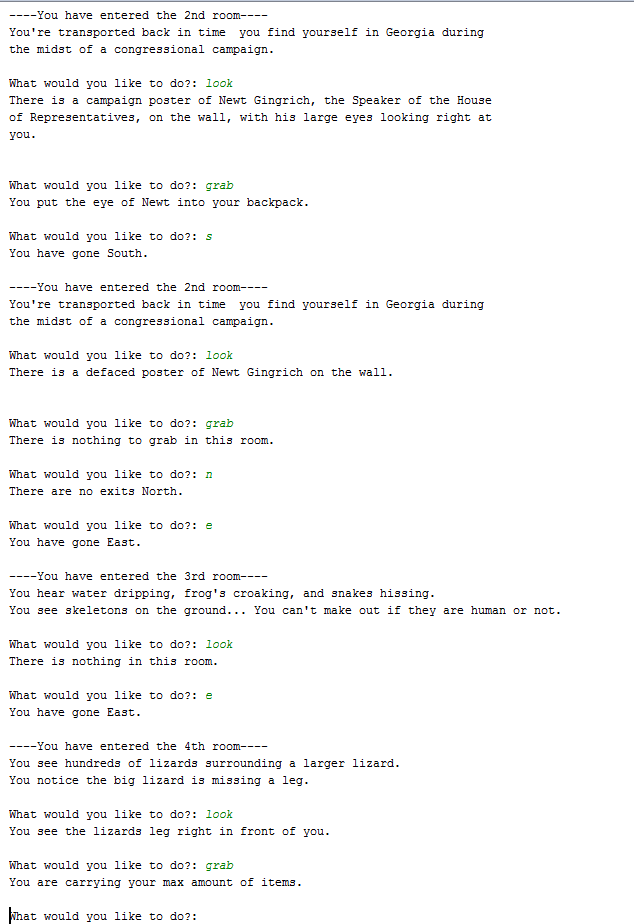 ----You have entered the 2nd room----
You're transported back in time  you find yourself in Georgia during
the midst of a congressional campaign.
What would you like to do?: look
There is a campaign poster of Newt Gingrich, the Speaker of the House
of Representatives, on the wall, with his large eyes looking right at
you.
What would you like to do?: grab
You put the eye of Newt into your backpack.
What would you like to do?: s
You have gone South.
----You have entered the 2nd room----
You're transported back in time  you find yourself in Georgia during
the midst of a congressional campaign.
What would you like to do?: look
There is a defaced poster of Newt Gingrich on the wall.
What would you like to do?: grab
There is nothing to grab in this room.
What would you like to do?: n
There are no exits North.
What would you like to do?: e
You have gone East.
----You have entered the 3rd room----
You hear water dripping, frog's croaking, and snakes hissing.
You see skeletons on the ground... You can't make out if they are human or not.
What would you like to do?: look
There is nothing in this room.
What would you like to do?: e
You have gone East.
----You have entered the 4th room----
You see hundreds of lizards surrounding a larger lizard.
You notice the big lizard is missing a leg.
What would you like to do?: look
You see the lizards leg right in front of you.
What would you like to do?: grab
You are carrying your max amount of items.
What would you like to do?: